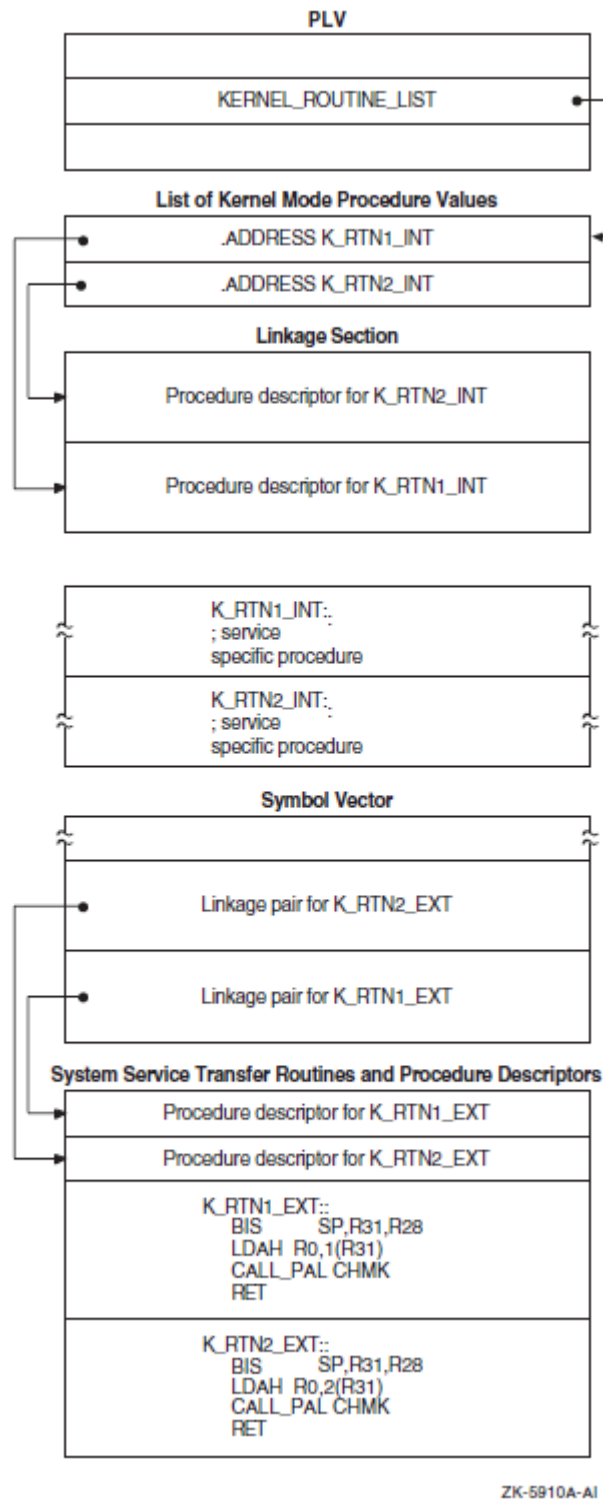 PLV
KERNEL_ROUTINE_LIST
List of Kernel Mode Procedure Values
.ADDRESS K_RTN1_INT
.ADDRESS K_RTN2_INT
Linkage Section
Procedure descriptor for K_RTN2_INT
Procedure descriptor for K_RTN1_INT
K_RTN1_INT:.
; service
specific procedure
K_RTN2_INT:.
; service
specific procedure
Symbol Vector
Linkage pair for K_RTN2_EXT
Linkage pair for K_RTN1_EXT
System Service Transfer Routines and Procedure Descriptors
Procedure descriptor for K_RTN1_EXT
Procedure descriptor for K_RTN2_EXT
K_RTN1_EXT::
BIS SP,R31,R28
LDAH R0,1(R31)
CALL_PAL CHMK
RET
K_RTN2_EXT::
BIS SP,R31,R28
LDAH R0,2(R31)
CALL_PAL CHMK
RET
ZK-5910A-AI